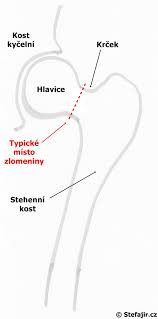 Kost
kyčelní
Krček
Hlavice
Typické
místo
zlomeniny
Stehenní
kost
© Stefajir.cz